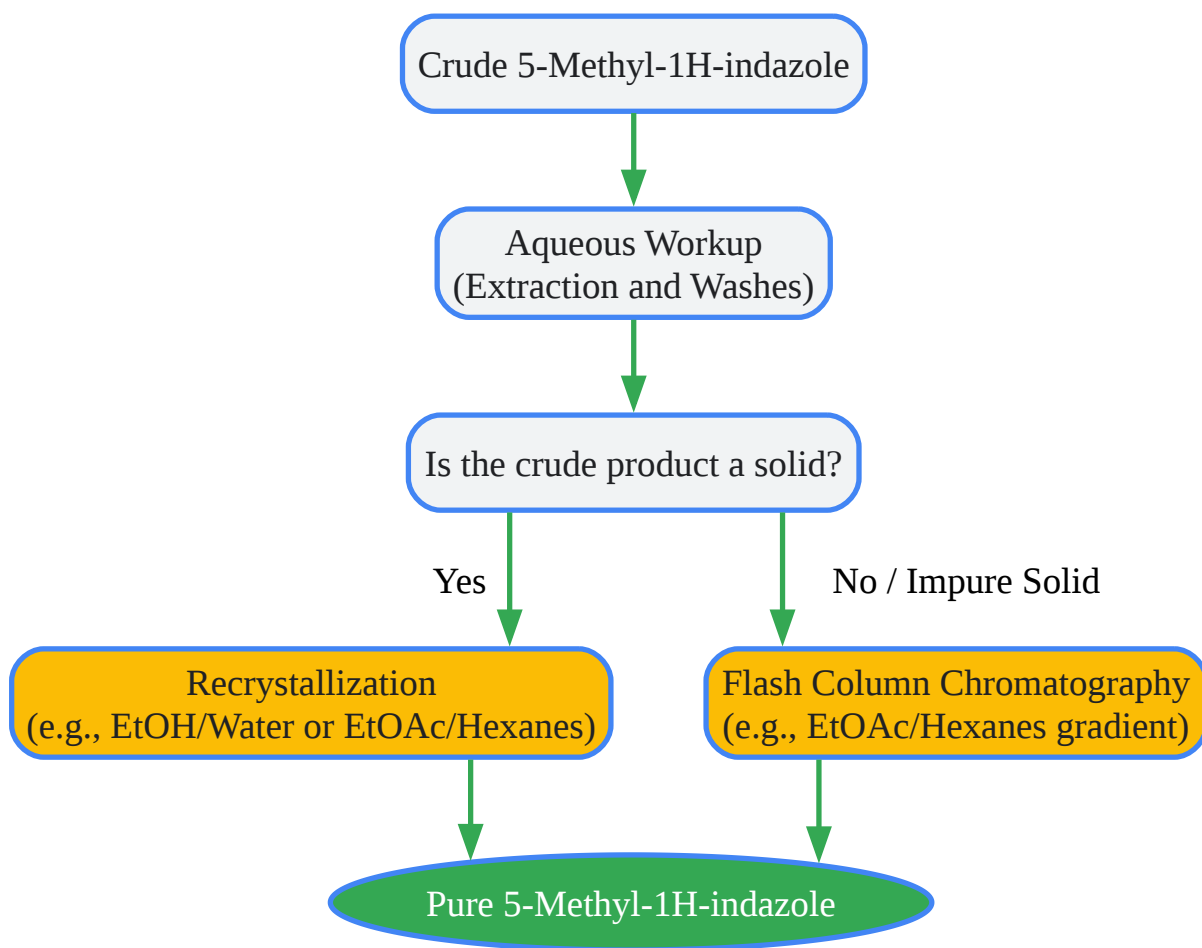 Crude 5-Methyl-1H-indazole
Aqueous Workup
(Extraction and Washes)
Is the crude product a solid?
Yes
No / Impure Solid
Recrystallization
(e.g., EtOH/Water or EtOAc/Hexanes)
Flash Column Chromatography
(e.g., EtOAc/Hexanes gradient)
Pure 5-Methyl-1H-indazole